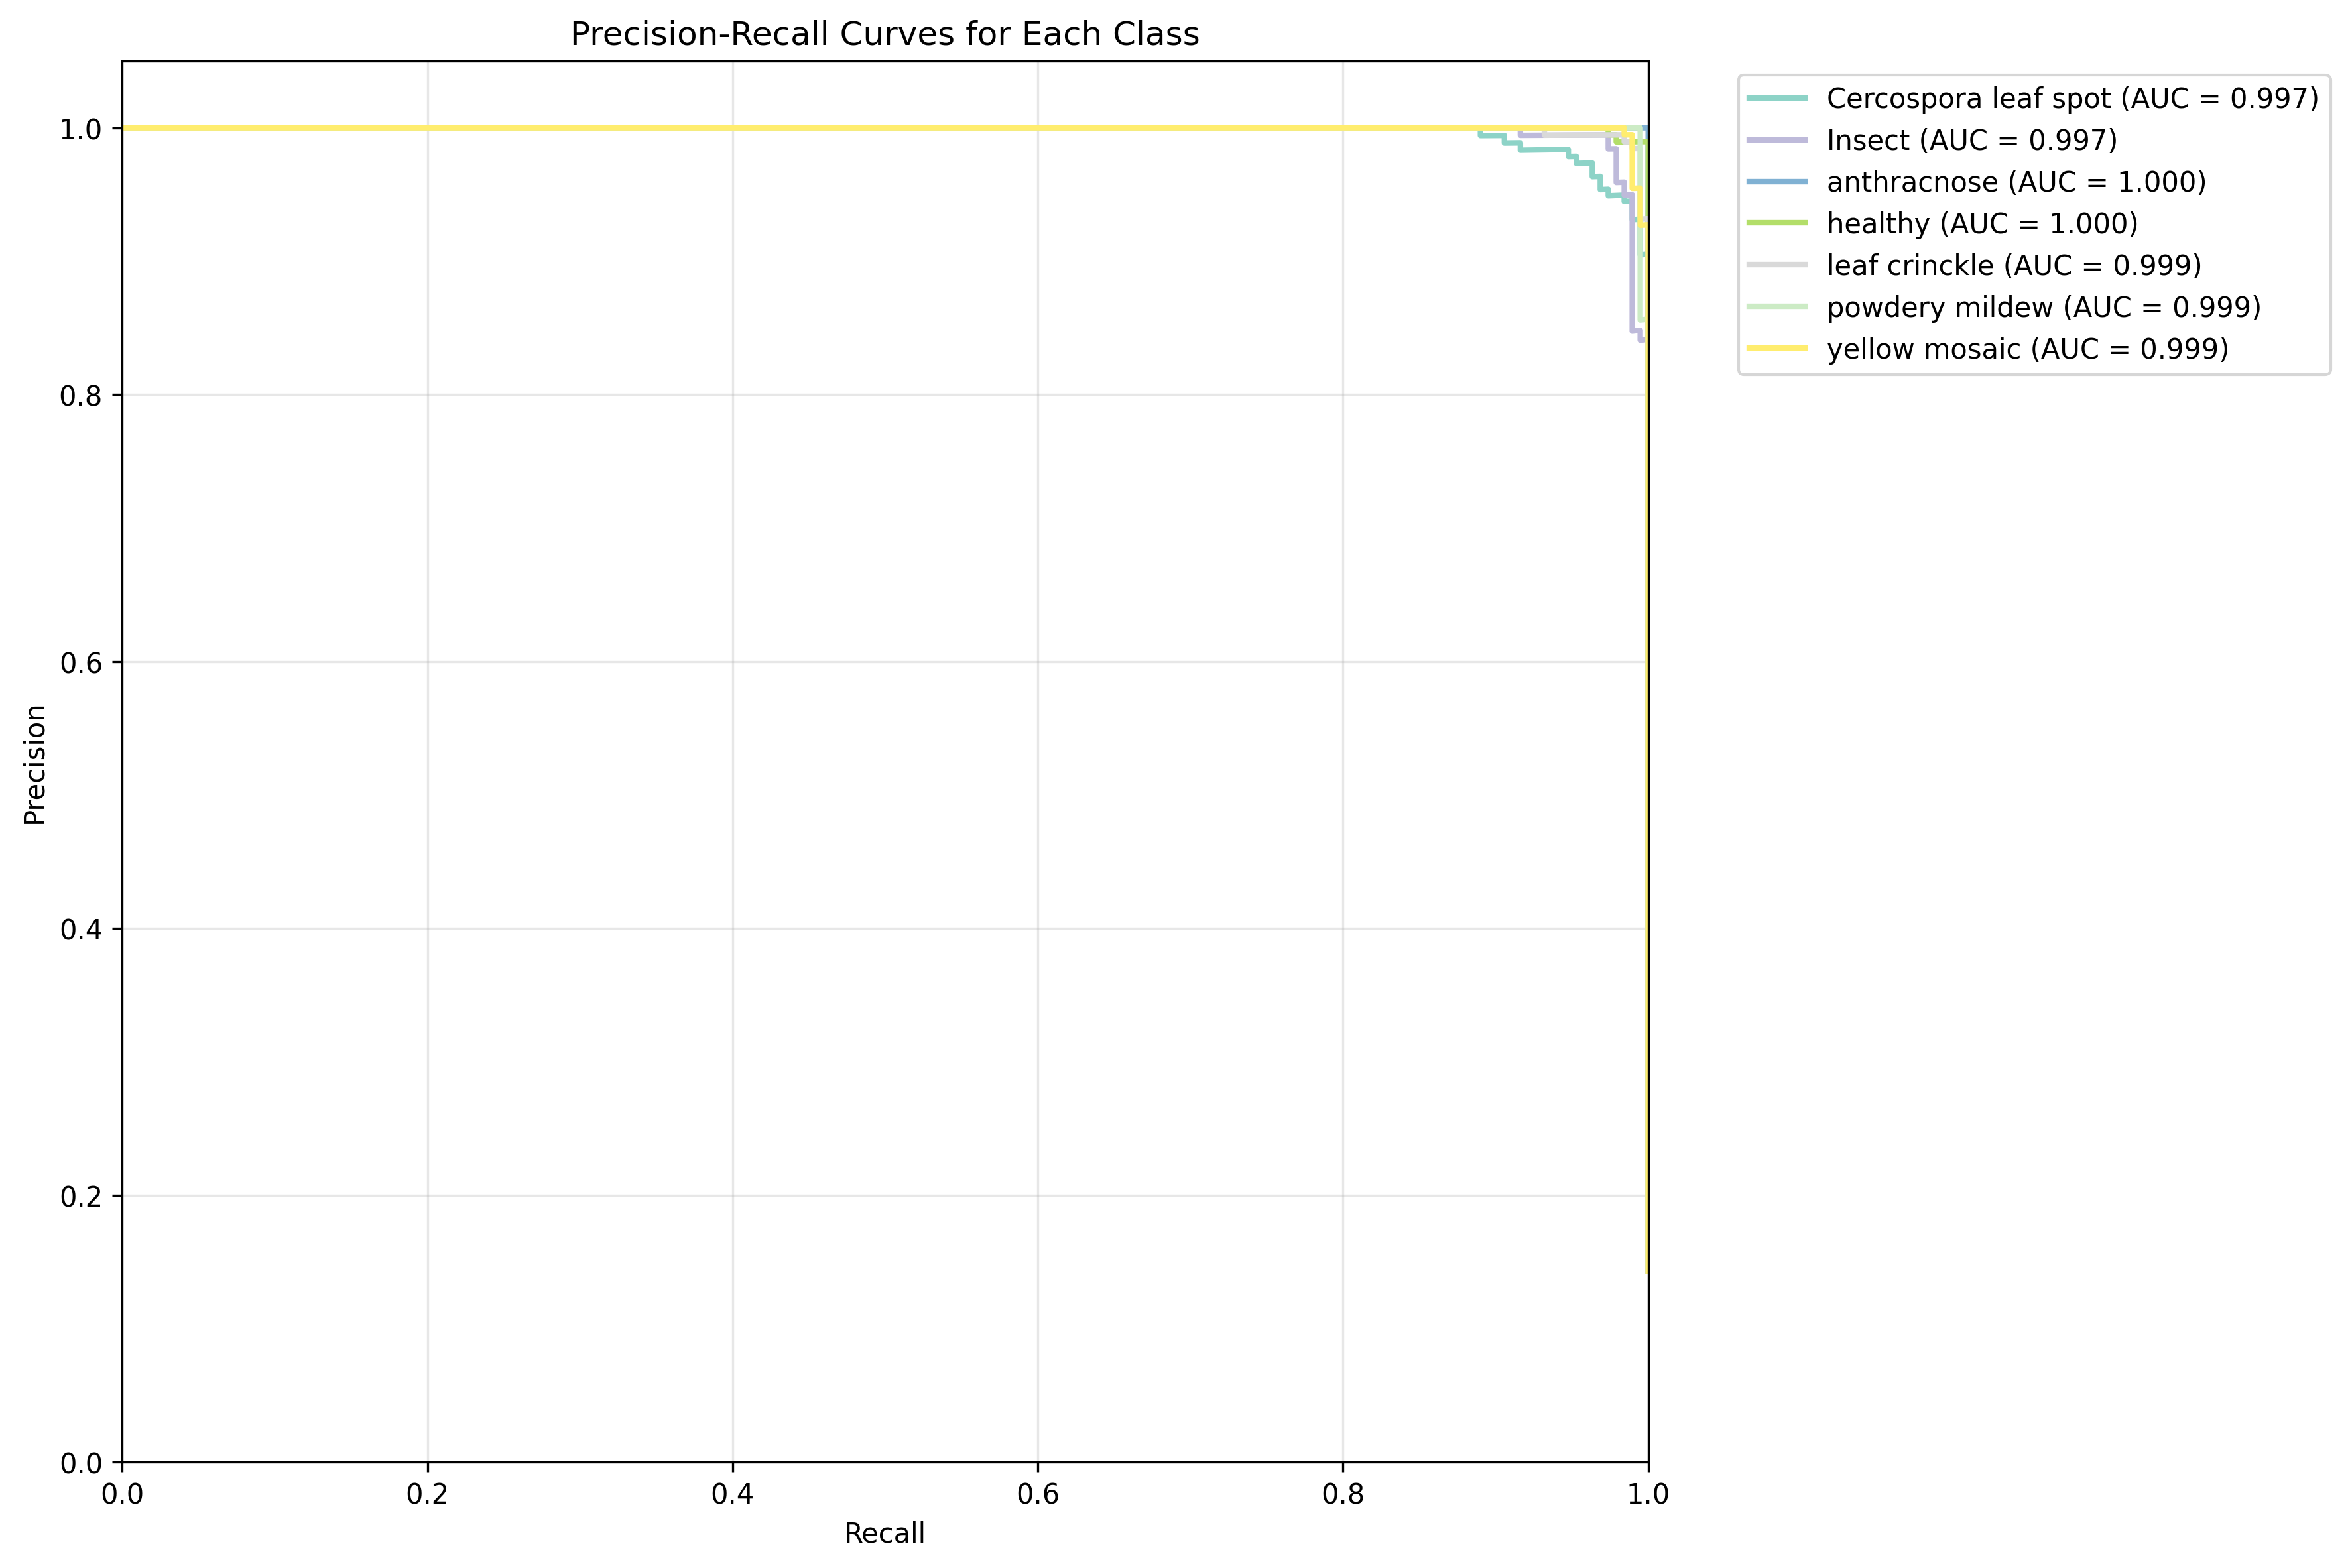 Precision-Recall Curves for Each Class
Cercospora leaf spot (AUC = 0.997)
Insect (AUC = 0.997)
anthracnose (AUC = 1.000)
healthy (AUC = 1.000)
leaf crinckle (AUC = 0.999)
powdery mildew (AUC = 0.999)
yellow mosaic (AUC = 0.999)
1.0
0.8
0.6
0.4
0.2
0.0
Precision
0.0 0.2 0.4 0.6 0.8 1.0
Recall